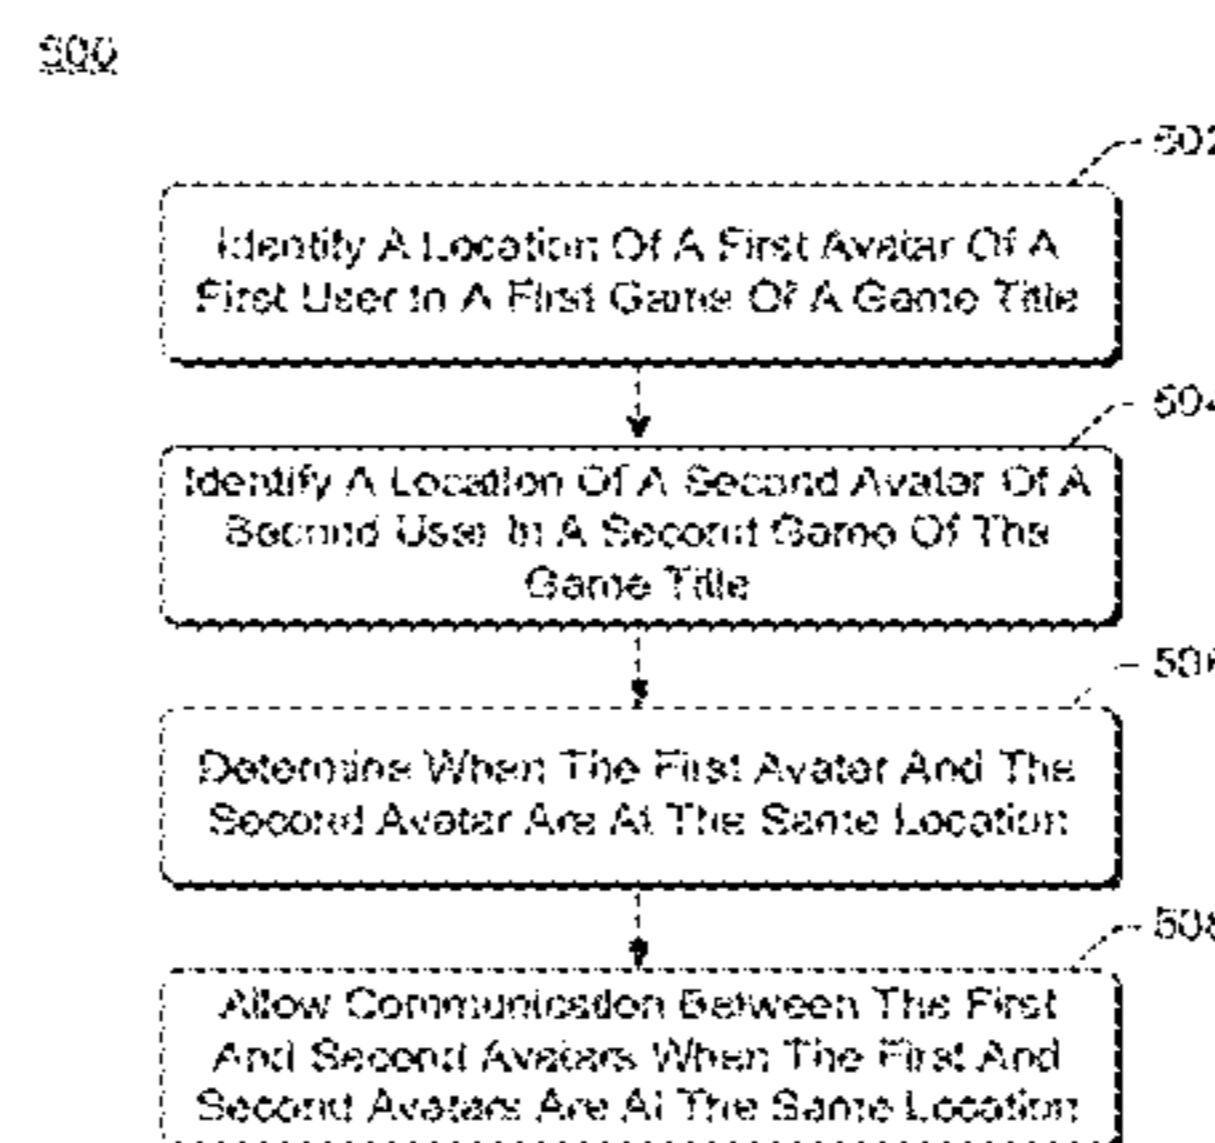 500
502
Identify A Location Of A First Avatar Of A
First User In A First Game Of A Game Title
504
Identify A Location Of A Second Avatar Of A
Second User In A Second Game Of The
Game Title
506
Determine When The First Avatar And The
Second Avatar Are At The Same Location
508
Allow Communication Between The First
And Second Avatars When The First And
Second Avatars Are At The Same Location